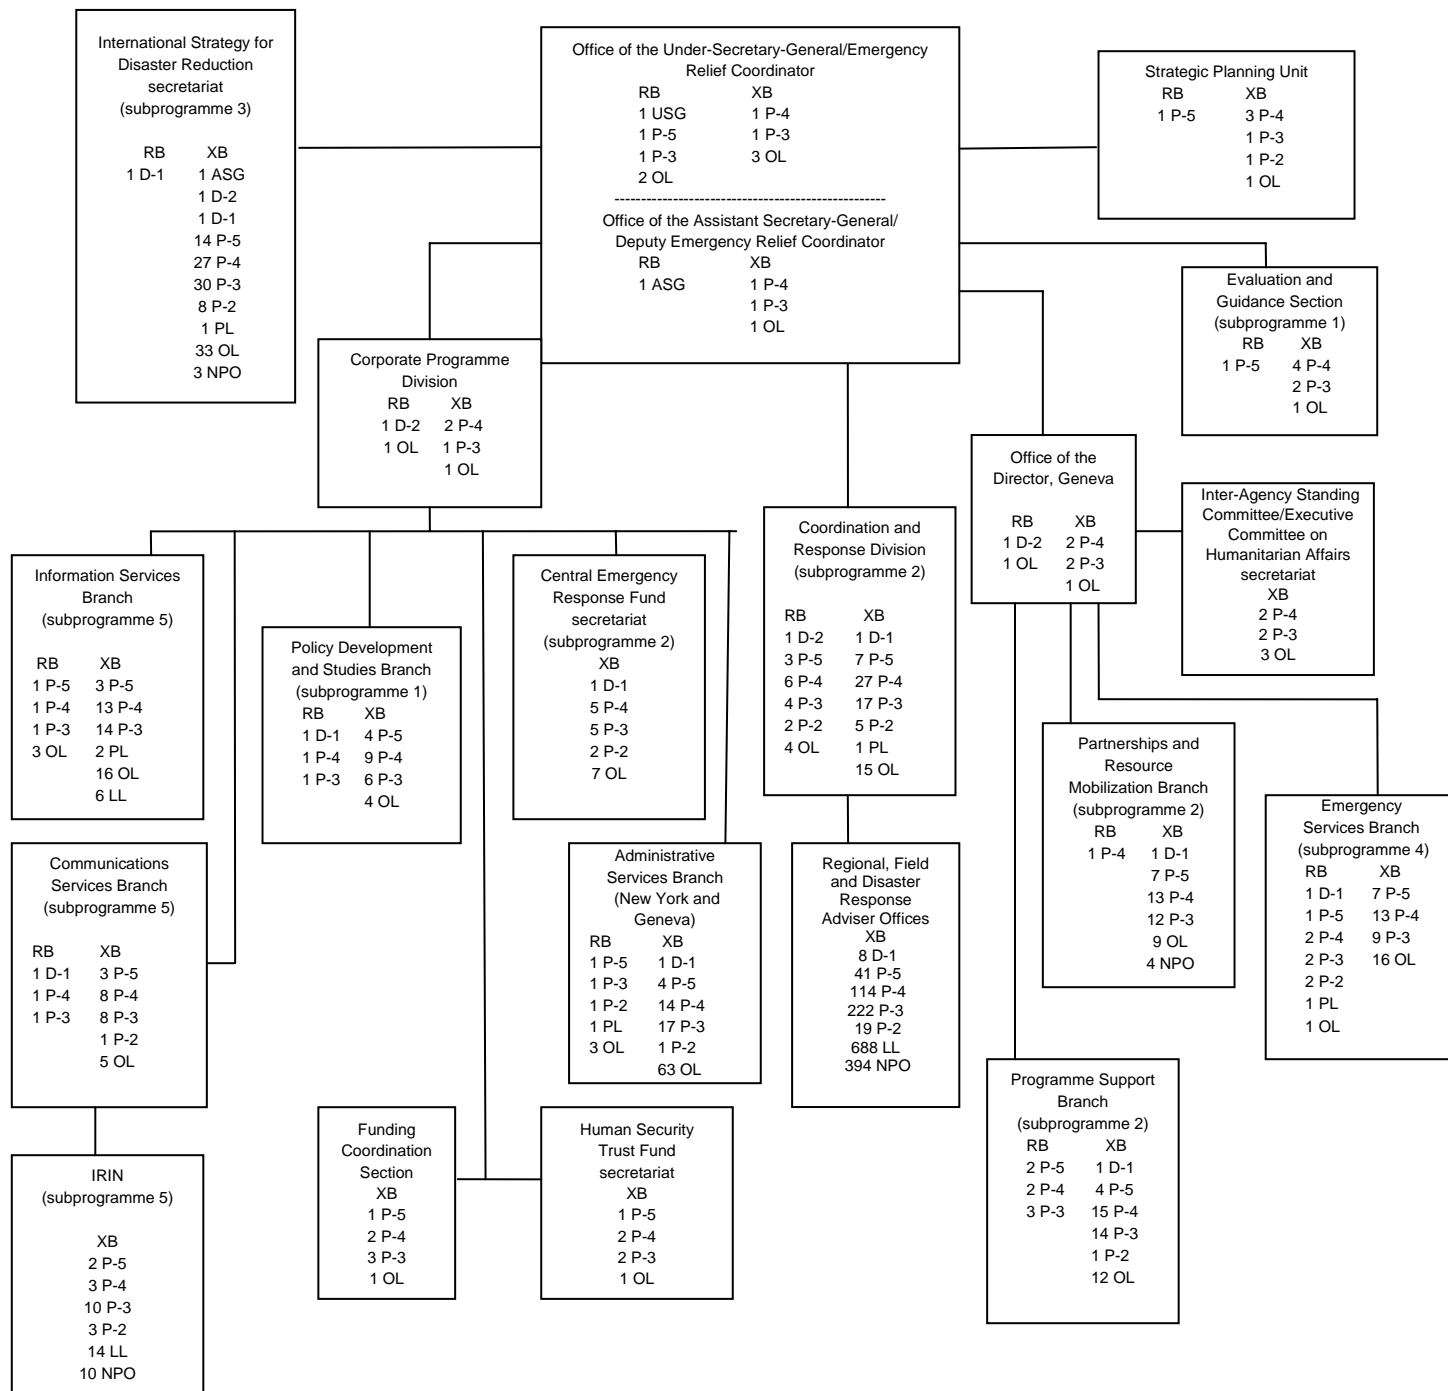 International Strategy for
Disaster Reduction
secretariat
(subprogramme 3)
RB XB
1 D-1 1 ASG
1 D-2
1 D-1
14 P-5
27 P-4
30 P-3
8 P-2
1 PL
33 OL
3 NPO
Office of the Under-Secretary-General/Emergency
Relief Coordinator
RB XB
1 USG 1 P-4
1 P-5 1 P-3
1 P-3 3 OL
2 OL
----------------------------------------------------
Office of the Assistant Secretary-General/
Deputy Emergency Relief Coordinator
RB XB
1 ASG 1 P-4
1 P-3
1 OL
Strategic Planning Unit
RB XB
1 P-5 3 P-4
1 P-3
1 P-2
1 OL
Evaluation and
Guidance Section
(subprogramme 1)
RB XB
1 P-5 4 P-4
2 P-3
1 OL
Corporate Programme
Division
RB XB
1 D-2 2 P-4
1 OL 1 P-3
1 OL
Office of the
Director, Geneva
RB XB
1 D-2 2 P-4
1 OL 2 P-3
1 OL
Inter-Agency Standing
Committee/Executive
Committee on
Humanitarian Affairs
secretariat
XB
2 P-4
2 P-3
3 OL
Information Services
Branch
(subprogramme 5)
RB XB
1 P-5 3 P-5
1 P-4 13 P-4
1 P-3 14 P-3
3 OL 2 PL
16 OL
6 LL
Policy Development
and Studies Branch
(subprogramme 1)
RB XB
1 D-1 4 P-5
1 P-4 9 P-4
1 P-3 6 P-3
4 OL
Central Emergency
Response Fund
secretariat
(subprogramme 2)
XB
1 D-1
5 P-4
5 P-3
2 P-2
7 OL
Coordination and
Response Division
(subprogramme 2)
RB XB
1 D-2 1 D-1
3 P-5 7 P-5
6 P-4 27 P-4
4 P-3 17 P-3
2 P-2 5 P-2
4 OL 1 PL
15 OL
Partnerships and
Resource
Mobilization Branch
(subprogramme 2)
RB XB
1 P-4 1 D-1
7 P-5
13 P-4
12 P-3
9 OL
4 NPO
Emergency
Services Branch
(subprogramme 4)
RB XB
1 D-1 7 P-5
1 P-5 13 P-4
2 P-4 9 P-3
2 P-3 16 OL
2 P-2
1 PL
1 OL
Communications
Services Branch
(subprogramme 5)
RB XB
1 D-1 3 P-5
1 P-4 8 P-4
1 P-3 8 P-3
1 P-2
5 OL
Administrative
Services Branch
(New York and
Geneva)
RB XB
1 P-5 1 D-1
1 P-3 4 P-5
1 P-2 14 P-4
1 PL 17 P-3
3 OL 1 P-2
63 OL
Regional, Field
and Disaster
Response
Adviser Offices
XB
8 D-1
41 P-5
114 P-4
222 P-3
19 P-2
688 LL
394 NPO
Programme Support
Branch
(subprogramme 2)
RB XB
2 P-5 1 D-1
2 P-4 4 P-5
3 P-3 15 P-4
14 P-3
1 P-2
12 OL
Funding
Coordination
Section
XB
1 P-5
2 P-4
3 P-3
1 OL
Human Security
Trust Fund
secretariat
XB
1 P-5
2 P-4
2 P-3
1 OL
IRIN
(subprogramme 5)
XB
2 P-5
3 P-4
10 P-3
3 P-2
14 LL
10 NPO